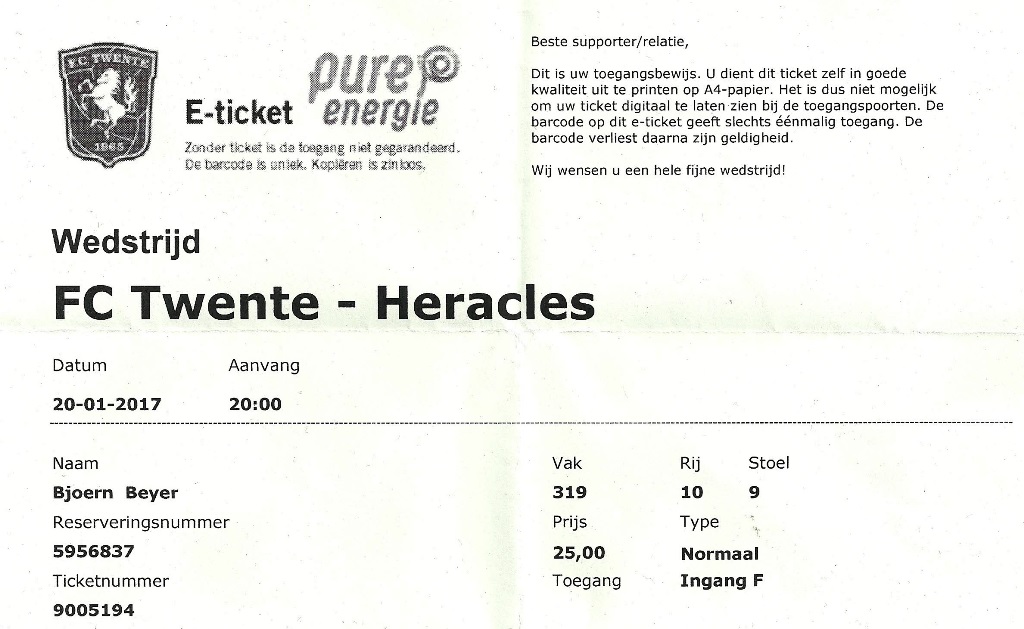 FC. TWENTE
1965
E-ticket
pure energie
Zonder ticket is de toegang niet gegarandeerd.
De barcode is uniek. Kopiëren is zinloos.
Beste supporter/relatie,
Dit is uw toegangsbewijs. U dient dit ticket zelf in goede
kwaliteit uit te printen op A4-papier. Het is dus niet mogelijk
om uw ticket digitaal te laten zien bij de toegangspoorten. De
barcode op dit e-ticket geeft slechts éénmalig toegang. De
barcode verliest daarna zijn geldigheid.
Wij wensen u een hele fijne wedstrijd!
Wedstrijd
FC Twente - Heracles
Datum Aanvang
20-01-2017 20:00
Naam Vak Rij Stoel
Bjoern Beyer 319 10 9
Reserveringsnummer Prijs Type
5956837 25,00 Normaal
Ticketnummer Toegang Ingang F
9005194